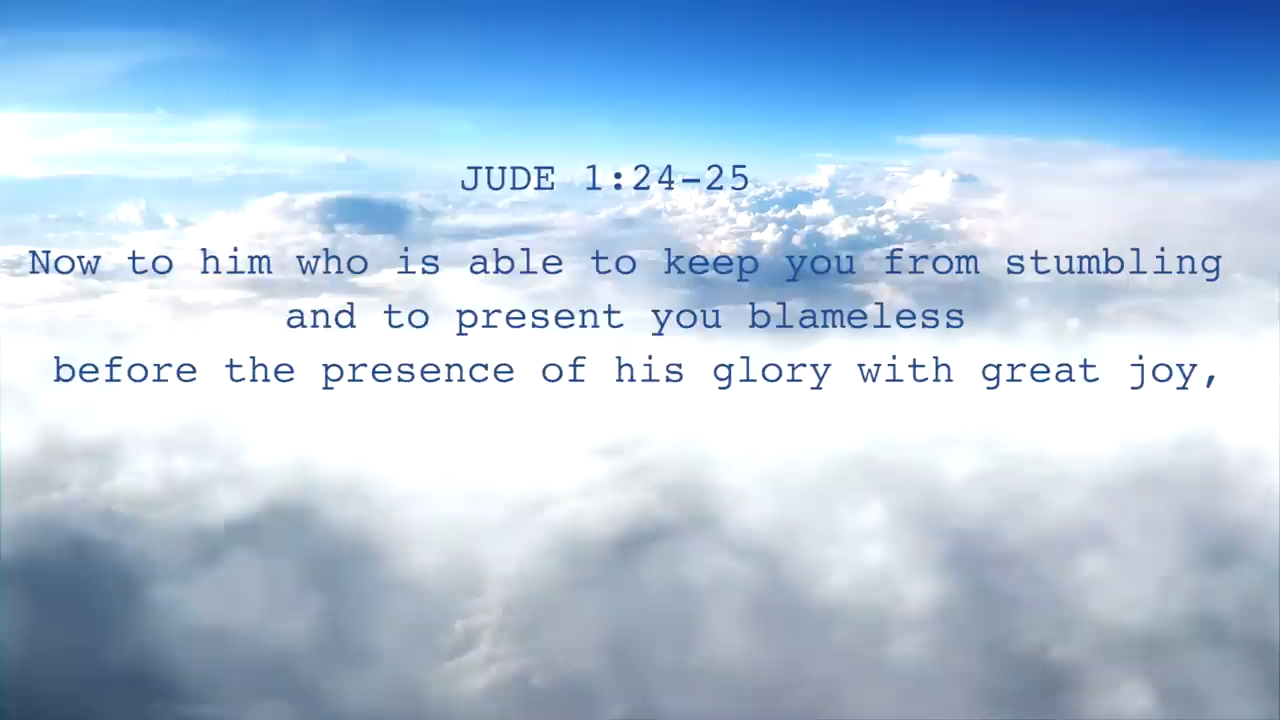 JUDE 1:24-25
Now to him who is able to keep you from stumbling
and to present you blameless
before the presence of his glory with great joy,